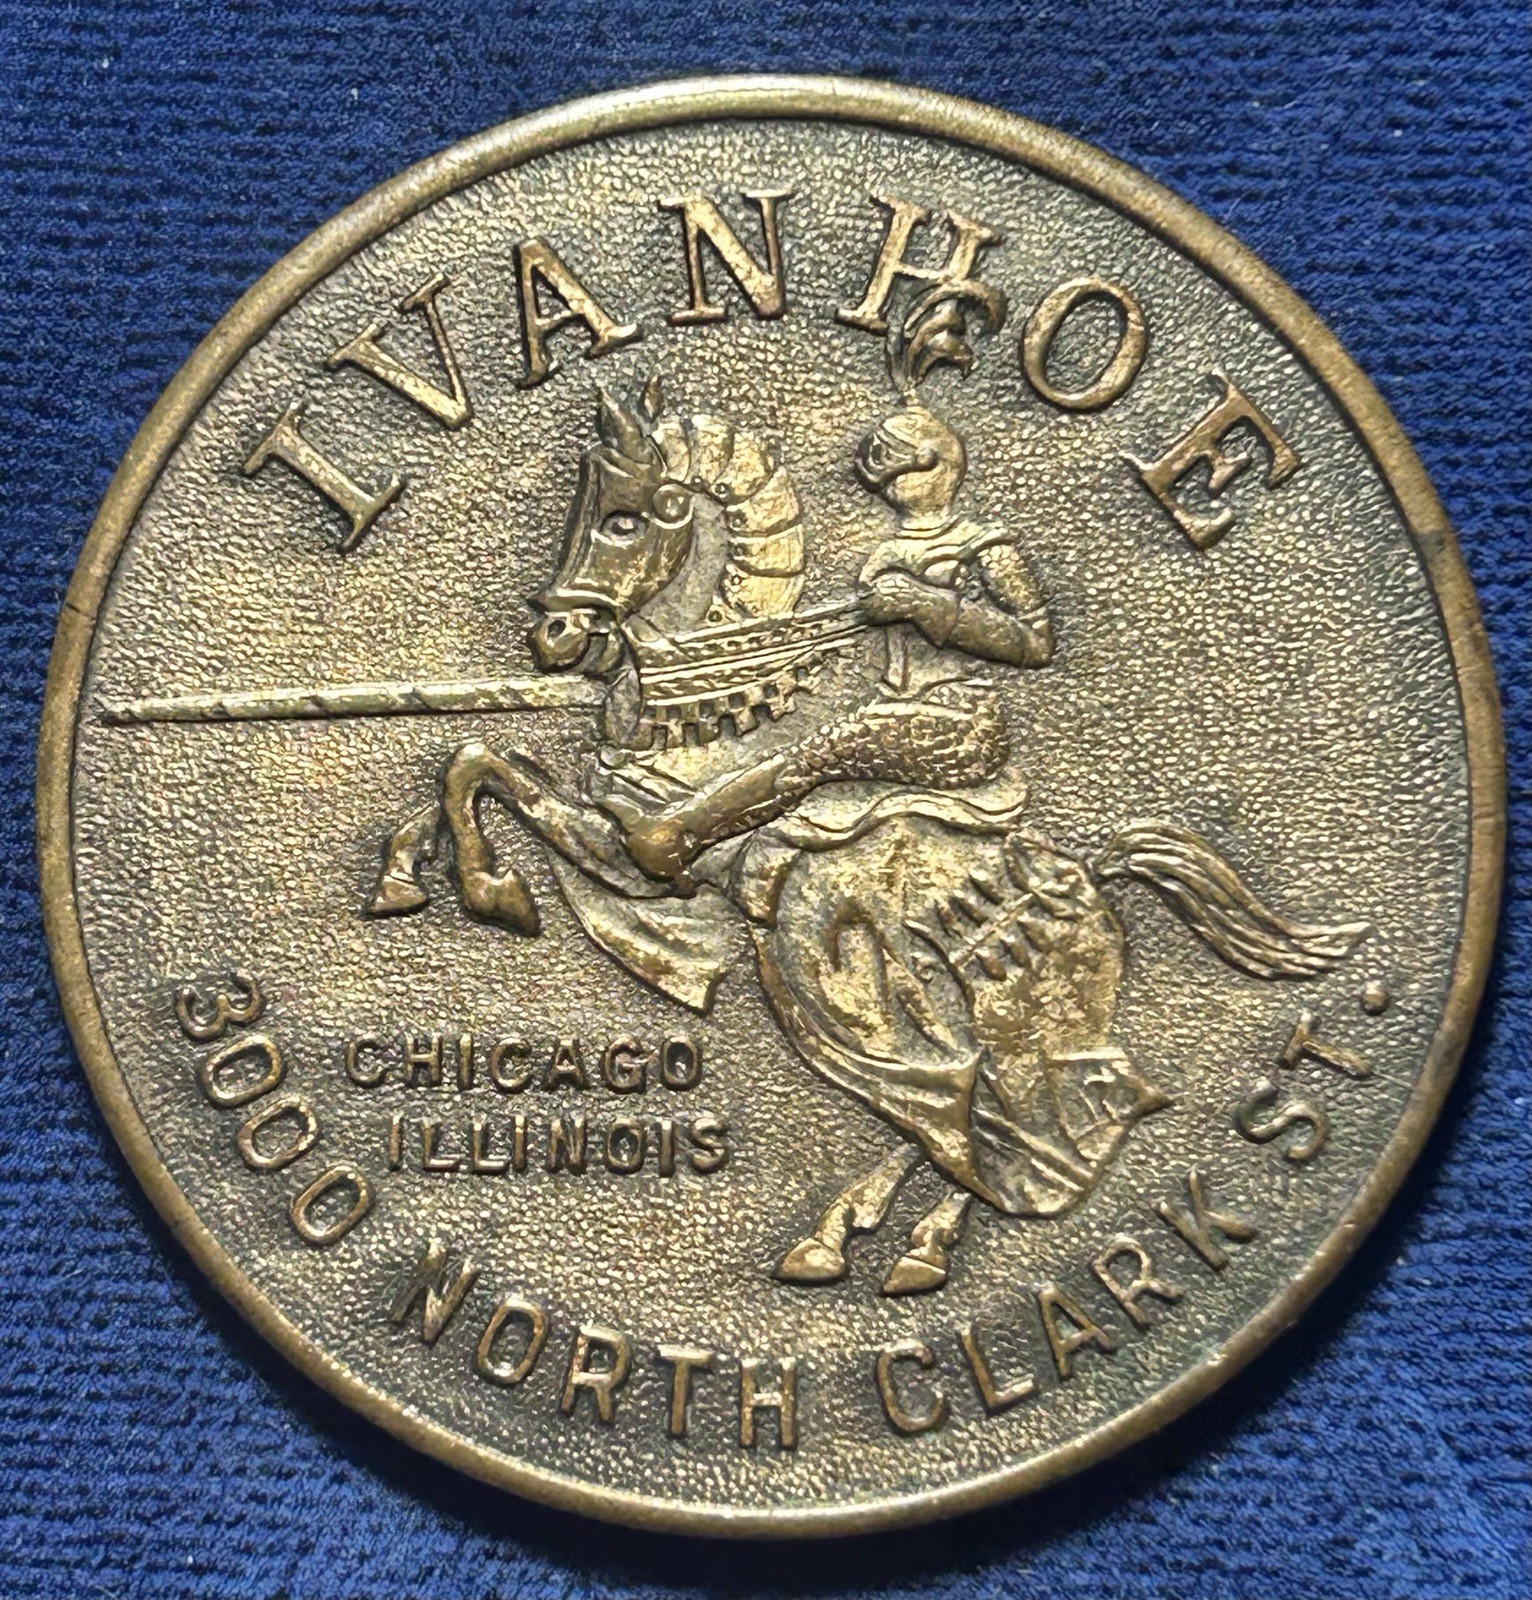 IVANHOE
CHICAGO
ILLINOIS
3000 NORTH CLARK ST.